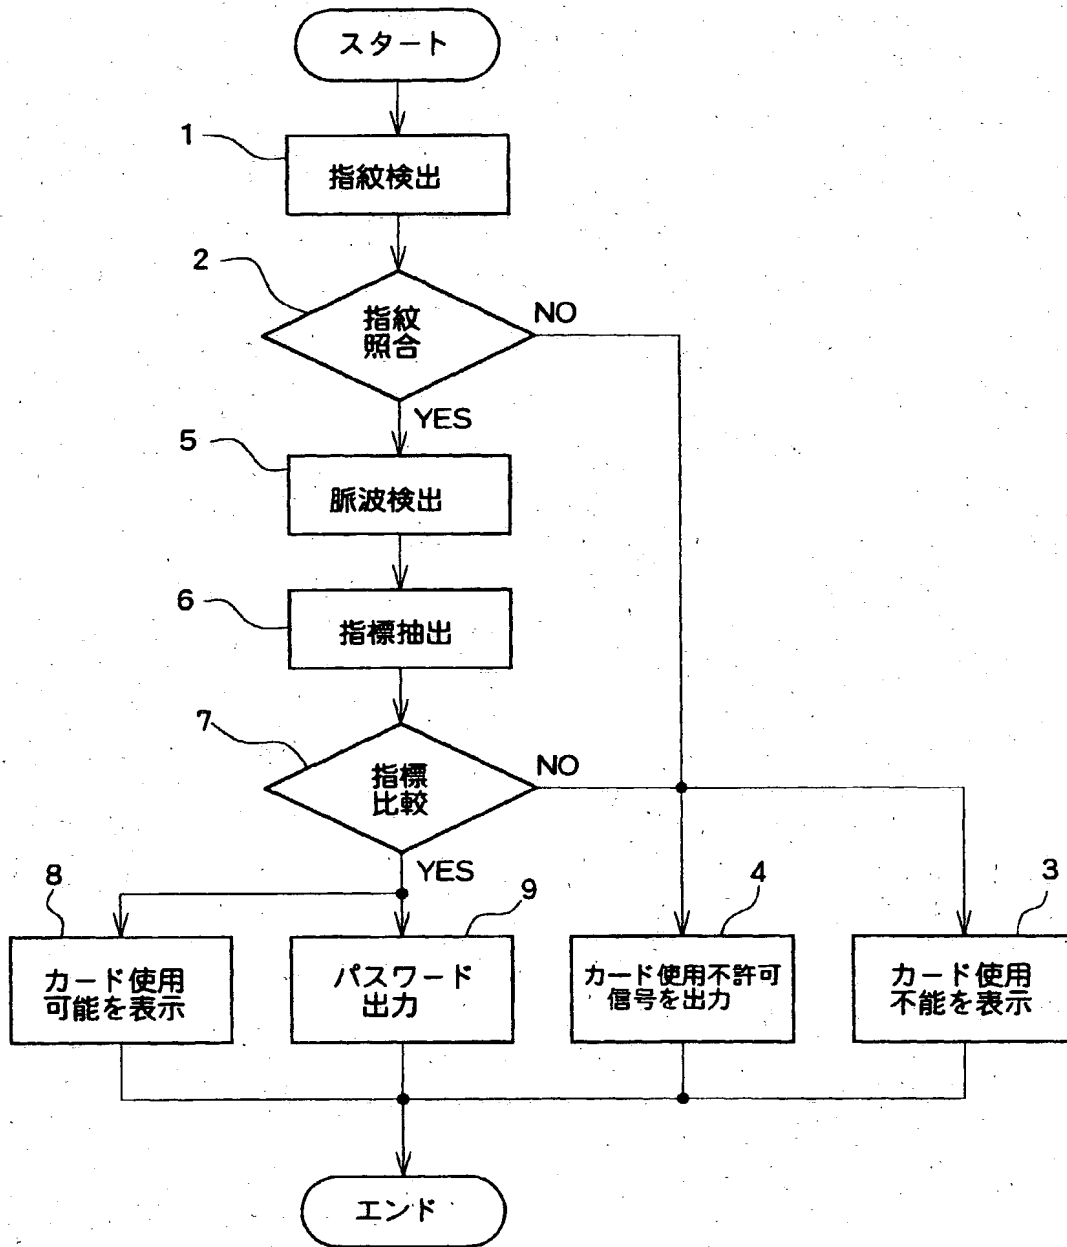 スタート
1
指紋検出
2
指紋
照合
NO
YES
5
脈波検出
6
指標抽出
7
指標
比較
NO
YES
8
カード使用
可能を表示
9
パスワード
出力
4
カード使用不許可
信号を出力
3
カード使用
不能を表示
エンド